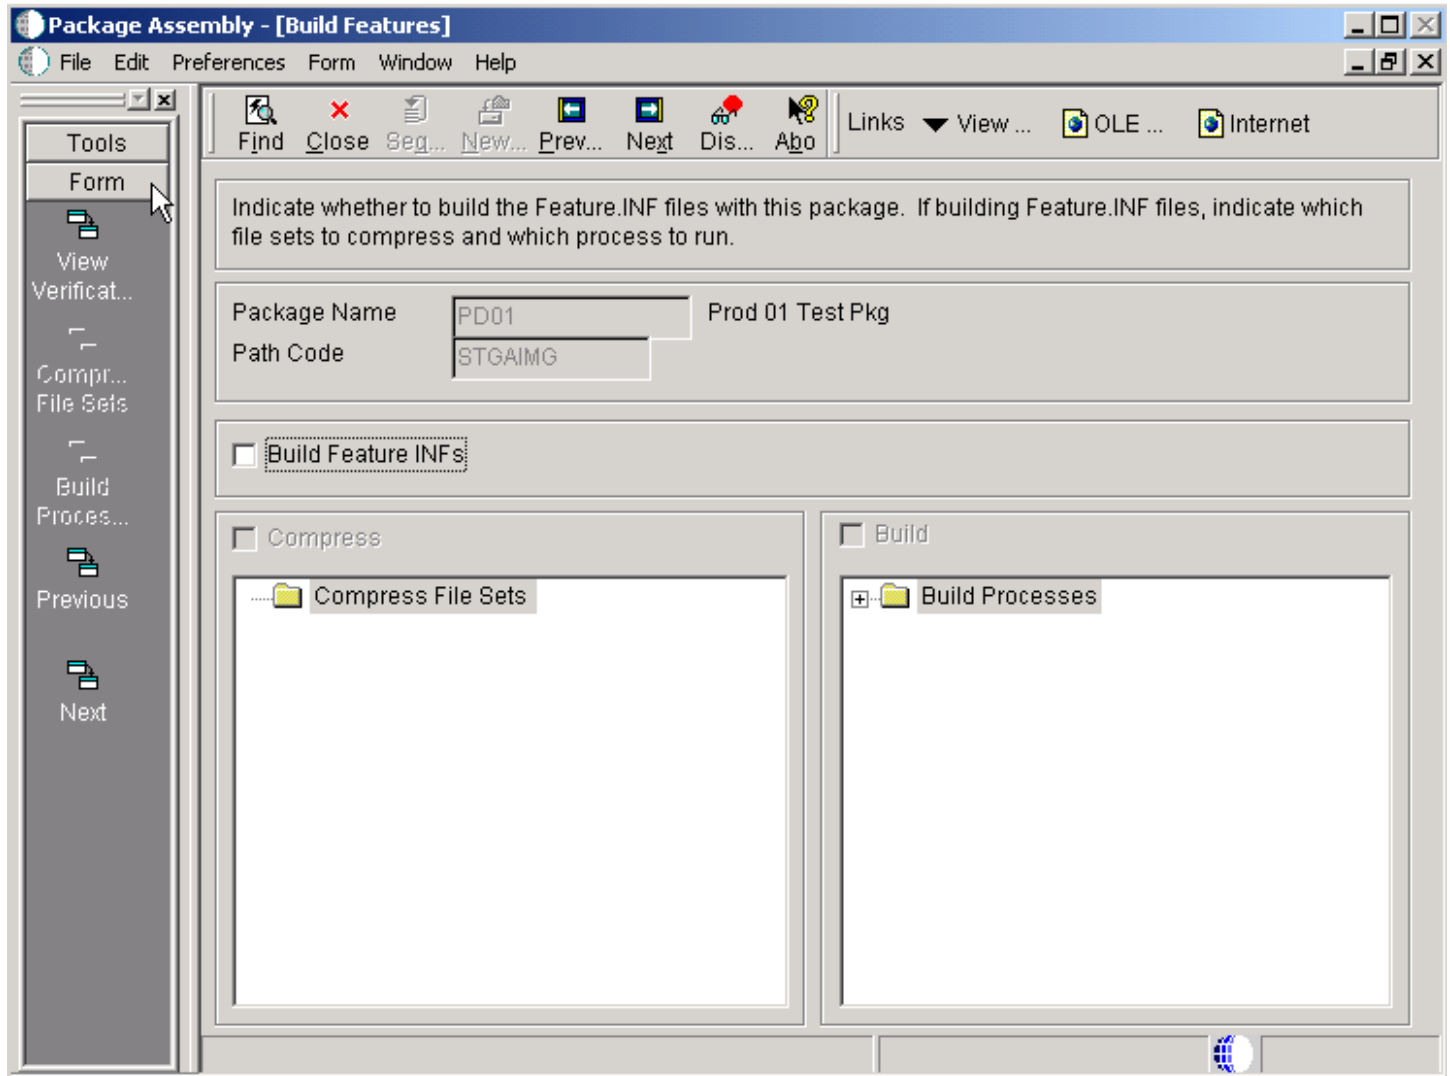 Package Assembly - [Build Features]
File Edit Preferences Form Window Help
Tools
Form
View
Verificat...
Compr...
File Sets
Build
Proces...
Previous
Next
Find Close Seq... New... Prev... Next Dis... Abo Links View ... OLE ... Internet
Indicate whether to build the Feature.INF files with this package. If building Feature.INF files, indicate which
file sets to compress and which process to run.
Package Name PD01 Prod 01 Test Pkg
Path Code STGAIMG
Build Feature INFs
Compress
Compress File Sets
Build
Build Processes